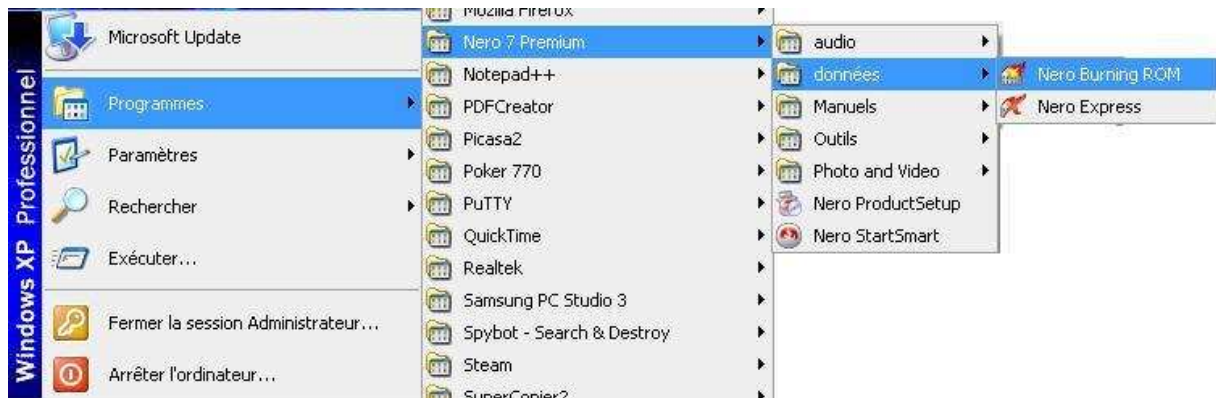 Windows XP Professionnel
Microsoft Update
Programmes
Paramètres
Rechercher
Exécuter...
Fermer la session Administrateur...
Arrêter l'ordinateur...
Mozilla Firefox
Nero 7 Premium
Notepad++
PDFCreator
Picasa2
Poker 770
PuTTY
QuickTime
Realtek
Samsung PC Studio 3
Spybot - Search & Destroy
Steam
SuperCopier2
audio
données
Manuels
Outils
Photo and Video
Nero ProductSetup
Nero StartSmart
Nero Burning ROM
Nero Express